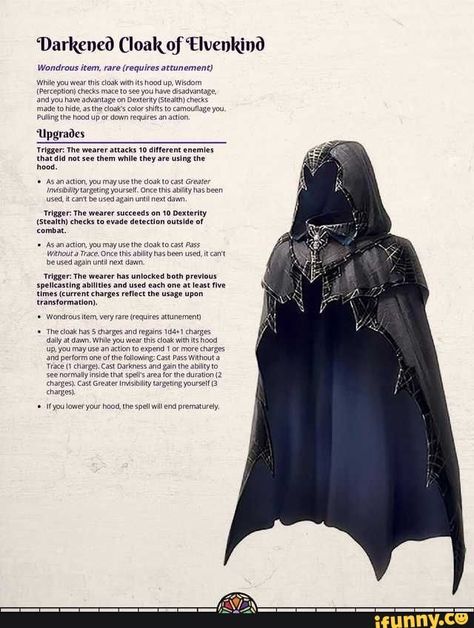 Darkened Cloak of Elvenkind
Wondrous item, rare (requires attunement)
While you wear this cloak with its hood up, Wisdom
(Perception) checks mace to see you have disadvantage,
and you have advantage on Dexterity (Stealth) checks
made to hide, as the cloak's color shifts to camouflage you.
Pulling the hood up or down requires an action.
Upgrades
Trigger: The wearer attacks 10 different enemies
that did not see them while they are using the
hood.
• As an action, you may use the cloak to cast Greater
Invisibility targeting yourself. Once this ability has been
used, it can't be used again until next dawn.
Trigger: The wearer succeeds on 10 Dexterity
(Stealth) checks to evade detection outside of
combat.
• As an action, you may use the cloak to cast Pass
Without a Trace. Once this ability has been used, it can't
be used again until next dawn.
Trigger: The wearer has unlocked both previous
spellcasting abilities and used each one at least five
times (current charges reflect the usage upon
transformation).
• Wondrous item, very rare (requires attunement)
• The cloak has 5 charges and regains 1d4+1 charges
daily at dawn. While you wear this cloak with its hood
up, you may use an action to expend 1 or more charges
and perform one of the following: Cast Pass Without a
Trace (1 charge). Cast Darkness and gain the ability to
see normally inside that spell's area for the duration (2
charges). Cast Greater Invisibility targeting yourself (3
charges).
• If you lower your hood, the spell will end prematurely.
ifunny.co